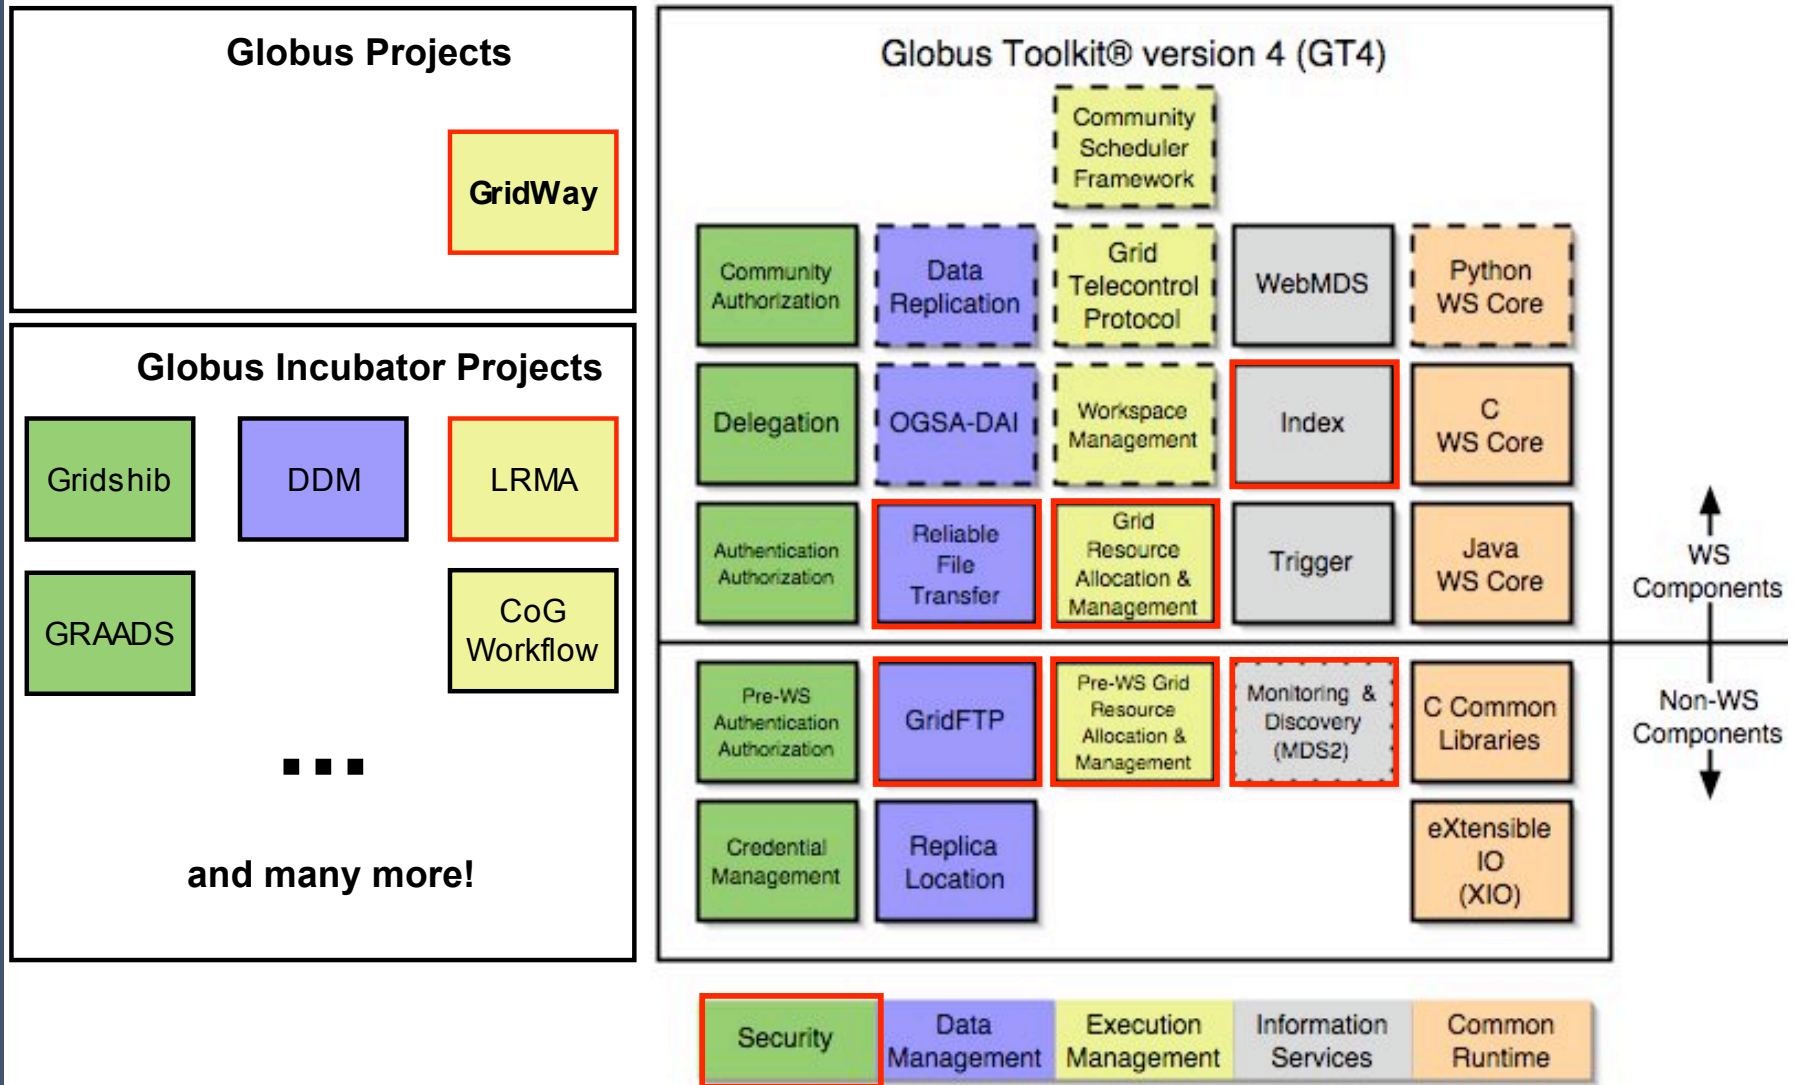 Globus Projects
GridWay
Globus Incubator Projects
Gridshib
DDM
LRMA
GRAADS
CoG
Workflow
...
and many more!
Globus Toolkit® version 4 (GT4)
Community
Scheduler
Framework
Community
Authorization
Data
Replication
Grid
Telecontrol
Protocol
WebMDS
Python
WS Core
Delegation
OGSA-DAI
Workspace
Management
Index
C
WS Core
Authentication
Authorization
Reliable
File
Transfer
Grid
Resource
Allocation &
Management
Trigger
Java
WS Core
WS
Components
Pre-WS
Authentication
Authorization
GridFTP
Pre-WS Grid
Resource
Allocation &
Management
Monitoring &
Discovery
(MDS2)
C Common
Libraries
Non-WS
Components
Credential
Management
Replica
Location
eXtensible
IO
(XIO)
Security
Data
Management
Execution
Management
Information
Services
Common
Runtime